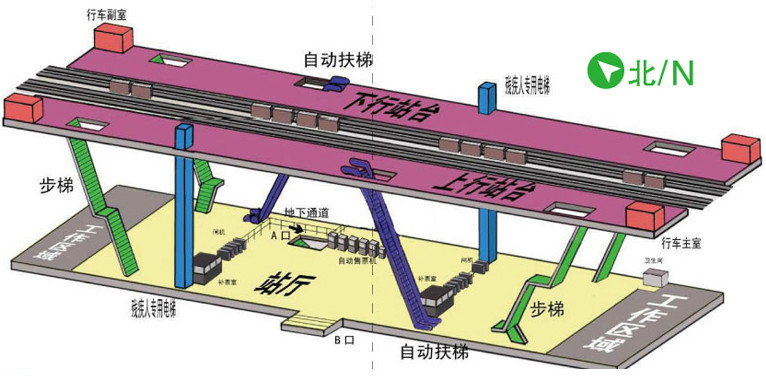 行车副室
自动扶梯
残疾人专用电梯
北/N
下行站台
上行站台
步梯
地下通道
A 口
闸机
自动售票机
工作区域
行车主室
卫生间
闸机
补票室
补票室
站厅
残疾人专用电梯
B 口
自动扶梯
步梯
工作区域